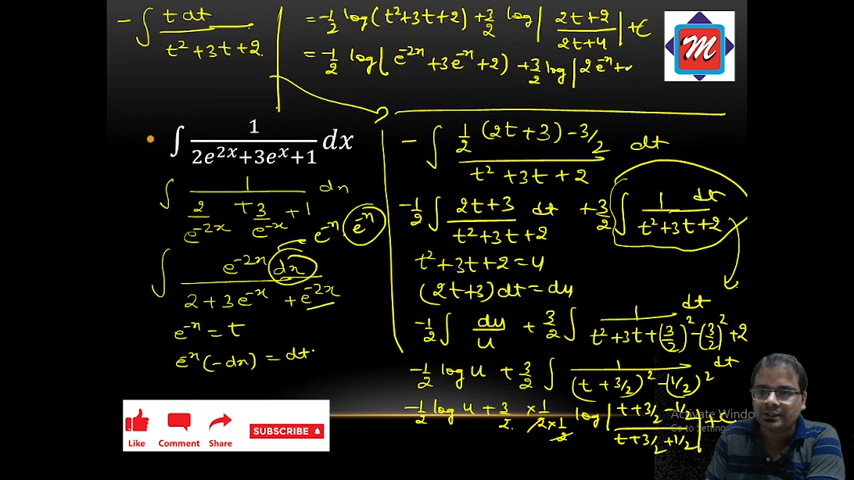 - ∫ t dt / (t² + 3t + 2)
= -1/2 log(t² + 3t + 2) + 3/2 log |(2t + 2)/(2t + 4)| + C
= -1/2 log(e^{-2x} + 3e^{-x} + 2) + 3/2 log |2e^{-x} +
M
• ∫ 1/(2e^{2x}+3e^{x}+1) dx
∫ 1/(2/e^{-2x} + 3/e^{-x} + 1) dx
e^{-x} e^{-x}
∫ e^{-2x} dx / (2 + 3e^{-x} + e^{-2x})
e^{-x} = t
e^{-x}(-dx) = dt
- ∫ (1/2 (2t + 3) - 3/2)/(t² + 3t + 2) dt
-1/2 ∫ (2t + 3)/(t² + 3t + 2) dt + 3/2 ∫ 1/(t² + 3t + 2) dt
t² + 3t + 2 = u
(2t + 3) dt = du
-1/2 ∫ du/u + 3/2 ∫ 1/(t² + 3t + (3/2)² - (3/2)² + 2) dt
-1/2 log u + 3/2 ∫ 1/((t + 3/2)² - (1/2)²) dt
-1/2 log u + 3/2 × 1/(2 × 1/2) log |(t + 3/2 - 1/2)/(t + 3/2 + 1/2)| + C
Like Comment Share SUBSCRIBE
Activate Windo
Go to Setting